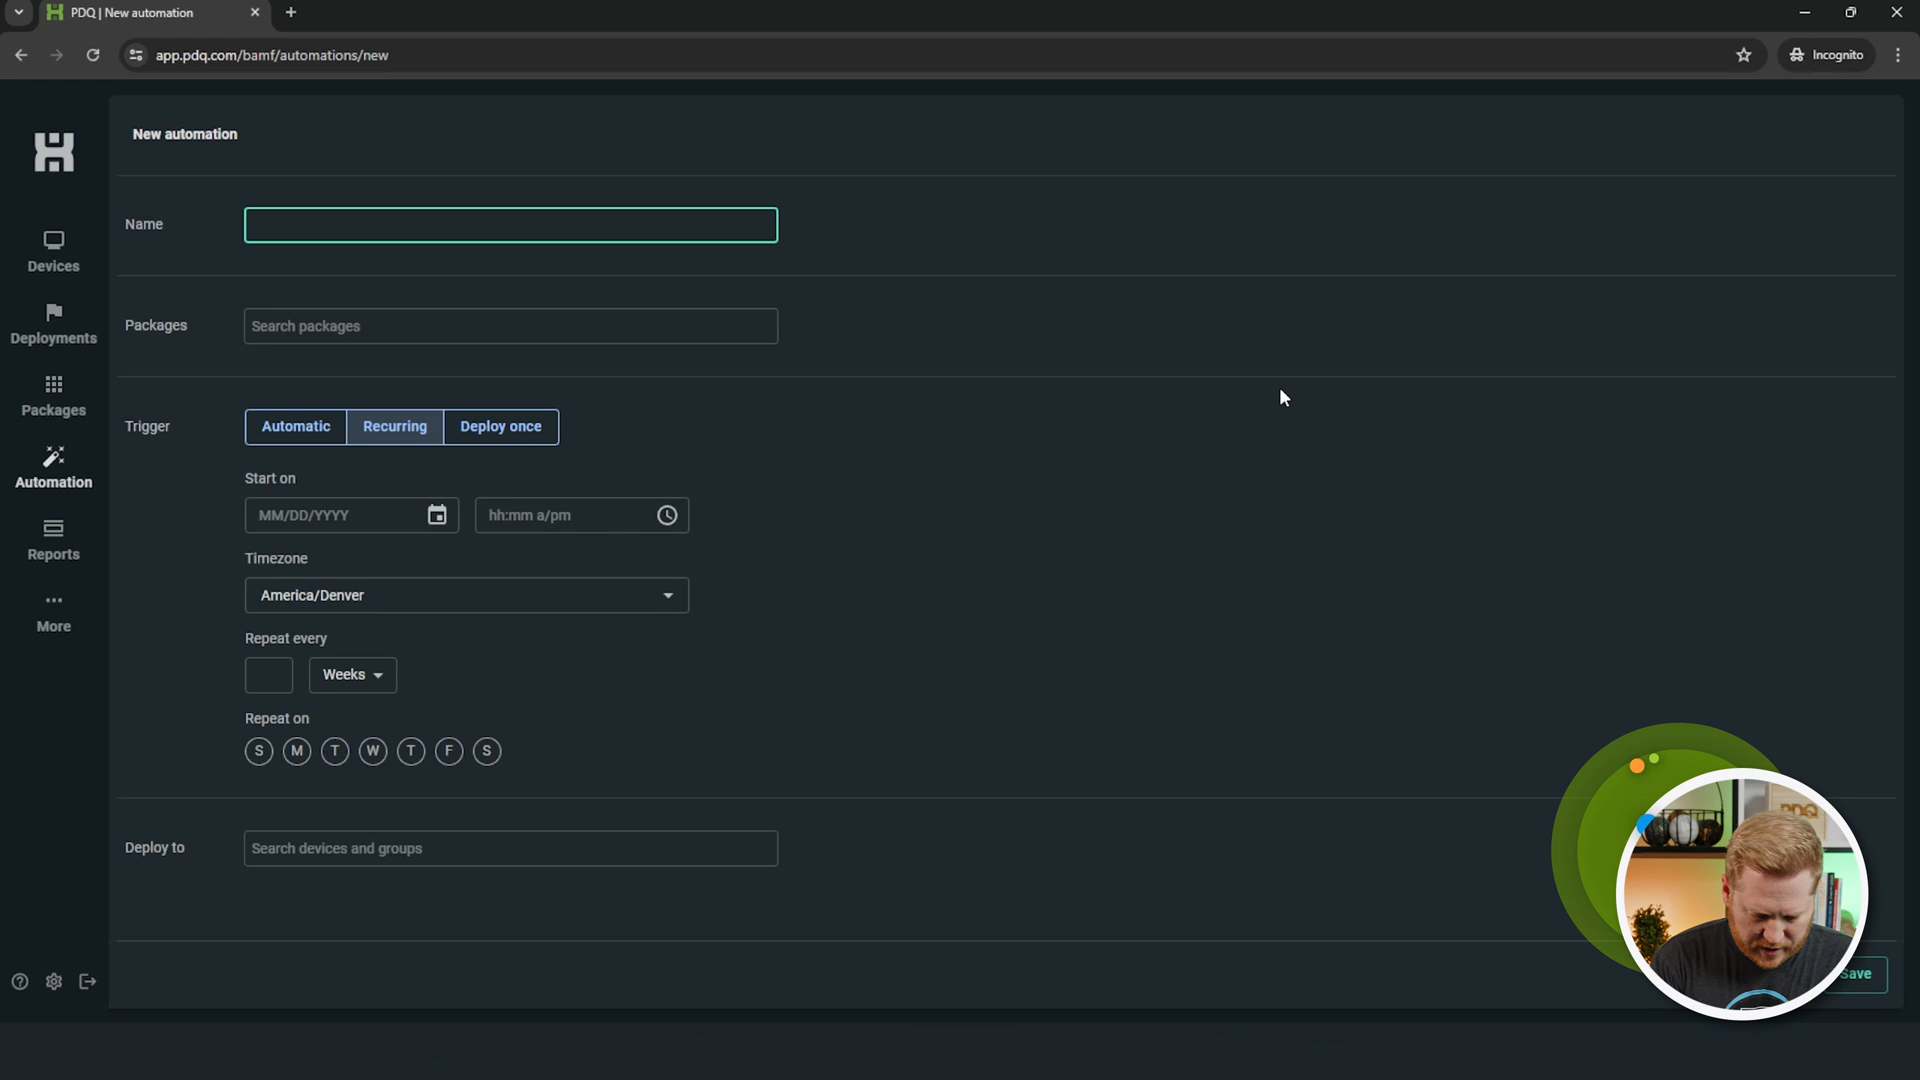 PDQ | New automation
app.pdq.com/bamf/automations/new
Incognito
New automation
Name
Devices
Packages
Search packages
Deployments
Packages
Trigger
Automatic
Recurring
Deploy once
Automation
Start on
MM/DD/YYYY
hh:mm a/pm
Reports
Timezone
America/Denver
More
Repeat every
Weeks
Repeat on
S M T W T F S
Deploy to
Search devices and groups
PDQ
Save